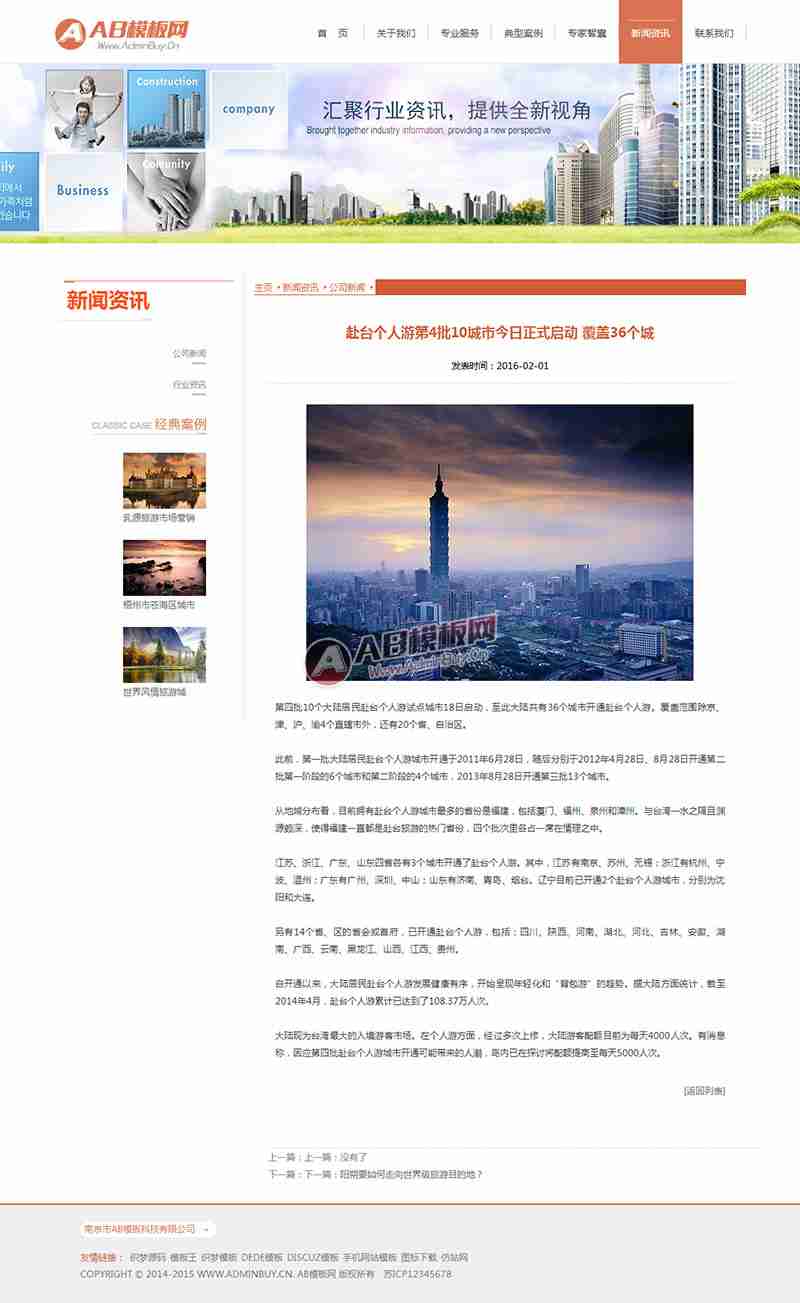 AB模板网
Www.AdminBuy.Cn
首 页 关于我们 专业服务 典型案例 专家智囊 新闻资讯 联系我们
Construction
company
汇聚行业资讯，提供全新视角
Brought together industry information, providing a new perspective
ily
Business
Comunity
가족처럼
있습니다
新闻资讯
公司新闻
行业资讯
CLASSIC CASE 经典案例
乳源旅游市场营销
梧州市苍海区城市
世界风情旅游城
主页 • 新闻资讯 • 公司新闻 •
赴台个人游第4批10城市今日正式启动 覆盖36个城
发表时间：2016-02-01
AB模板网
Www.AdminBuy.Cn
第四批10个大陆居民赴台个人游试点城市18日启动，至此大陆共有36个城市开通赴台个人游。覆盖范围除京、
津、沪、渝4个直辖市外，还有20个省、自治区。
此前，第一批大陆居民赴台个人游城市开通于2011年6月28日，随后分别于2012年4月28日、8月28日开通第二
批第一阶段的6个城市和第二阶段的4个城市，2013年8月28日开通第三批13个城市。
从地域分布看，目前拥有赴台个人游城市最多的省份是福建，包括厦门、福州、泉州和漳州。与台湾一水之隔且渊
源颇深，使得福建一直都是赴台旅游的热门省份，四个批次里各占一席在情理之中。
江苏、浙江、广东、山东四省各有3个城市开通了赴台个人游。其中，江苏有南京、苏州、无锡；浙江有杭州、宁
波、温州；广东有广州、深圳、中山；山东有济南、青岛、烟台。辽宁目前已开通2个赴台个人游城市，分别为沈
阳和大连。
另有14个省、区的省会或首府，已开通赴台个人游，包括：四川、陕西、河南、湖北、河北、吉林、安徽、湖
南、广西、云南、黑龙江、山西、江西、贵州。
自开通以来，大陆居民赴台个人游发展健康有序，开始呈现年轻化和“背包游”的趋势。据大陆方面统计，截至
2014年4月，赴台个人游累计已达到了108.37万人次。
大陆现为台湾最大的入境游客市场。在个人游方面，经过多次上修，大陆游客配额目前为每天4000人次。有消息
称，因应第四批赴台个人游城市开通可能带来的人潮，岛内已在探讨将配额提高至每天5000人次。
[返回列表]
上一篇：上一篇：没有了
下一篇：下一篇：阳朔要如何走向世界级旅游目的地？
南京市AB模板科技有限公司
友情链接： 织梦源码 模板王 织梦模板 DEDE模板 DISCUZ模板 手机网站模板 图标下载 仿站网
COPYRIGHT © 2014-2015 WWW.ADMINBUY.CN. AB模板网 版权所有 苏ICP12345678